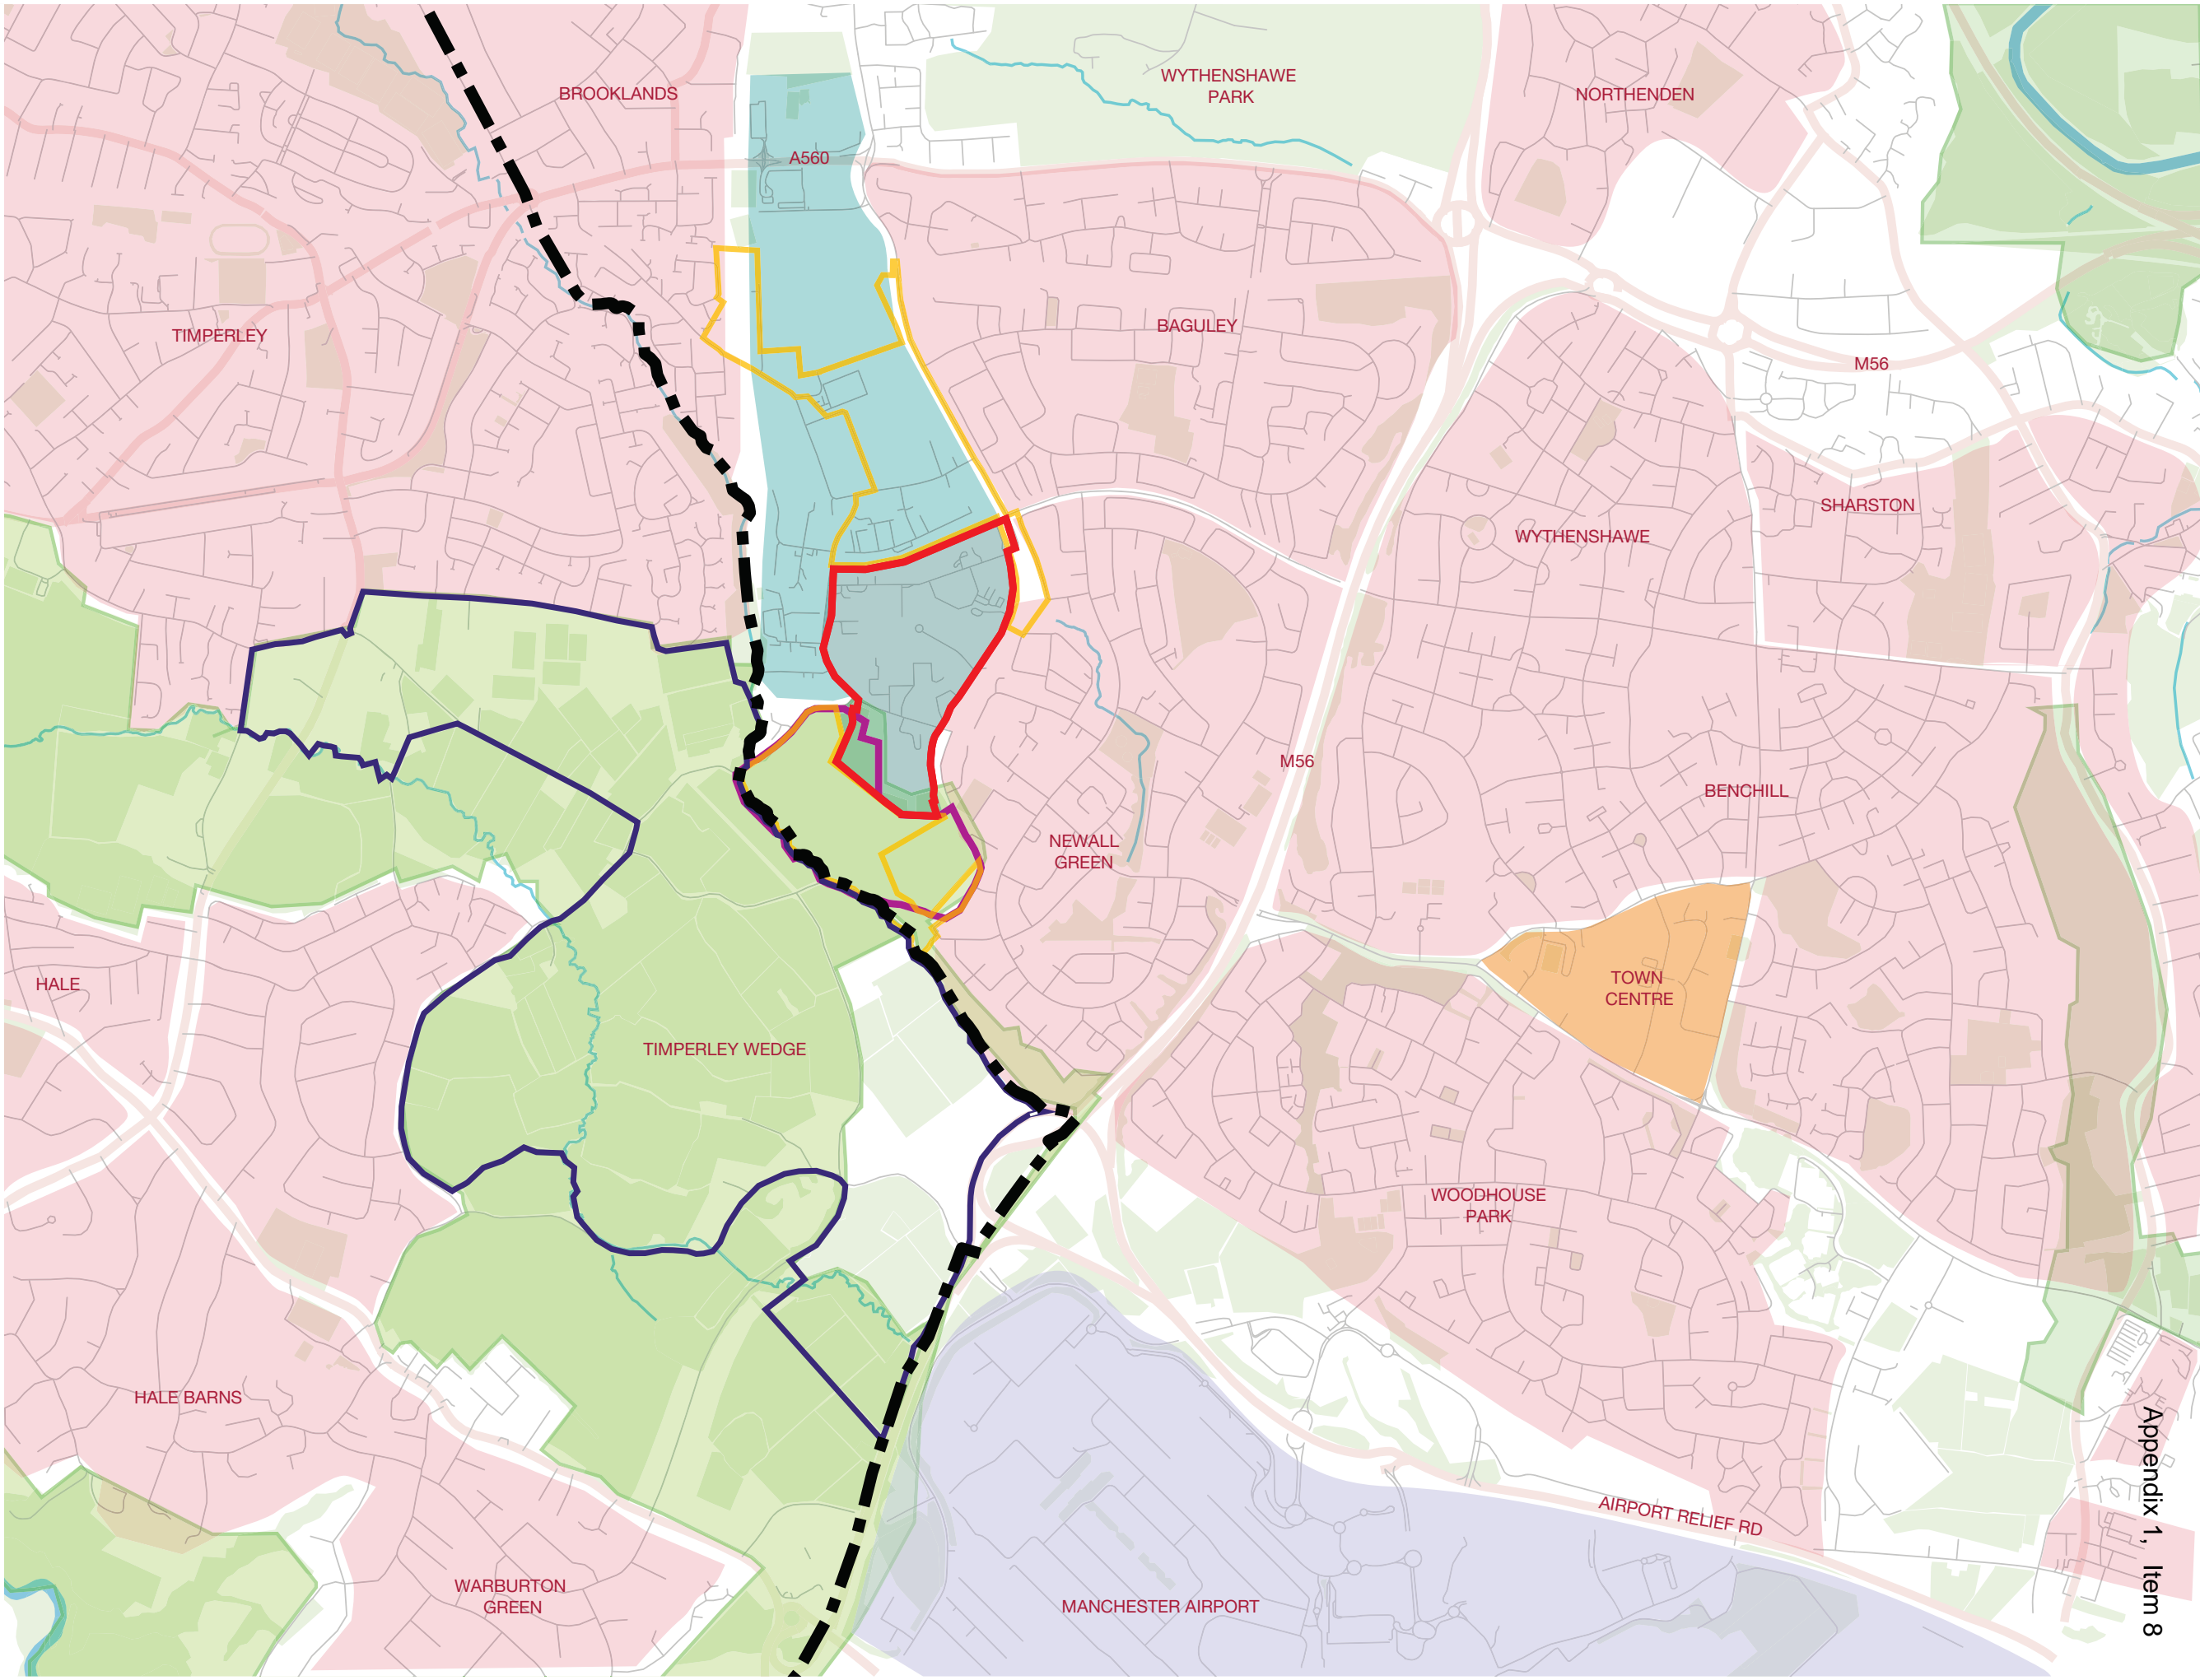 WYTHENSHAWE
PARK
BROOKLANDS
NORTHENDEN
A560
BAGULEY
TIMPERLEY
M56
SHARSTON
WYTHENSHAWE
M56
BENCHILL
NEWALL
GREEN
HALE
TOWN
CENTRE
TIMPERLEY WEDGE
WOODHOUSE
PARK
HALE BARNS
AIRPORT RELIEF RD
WARBURTON
GREEN
MANCHESTER AIRPORT
Appendix 1, Item 8